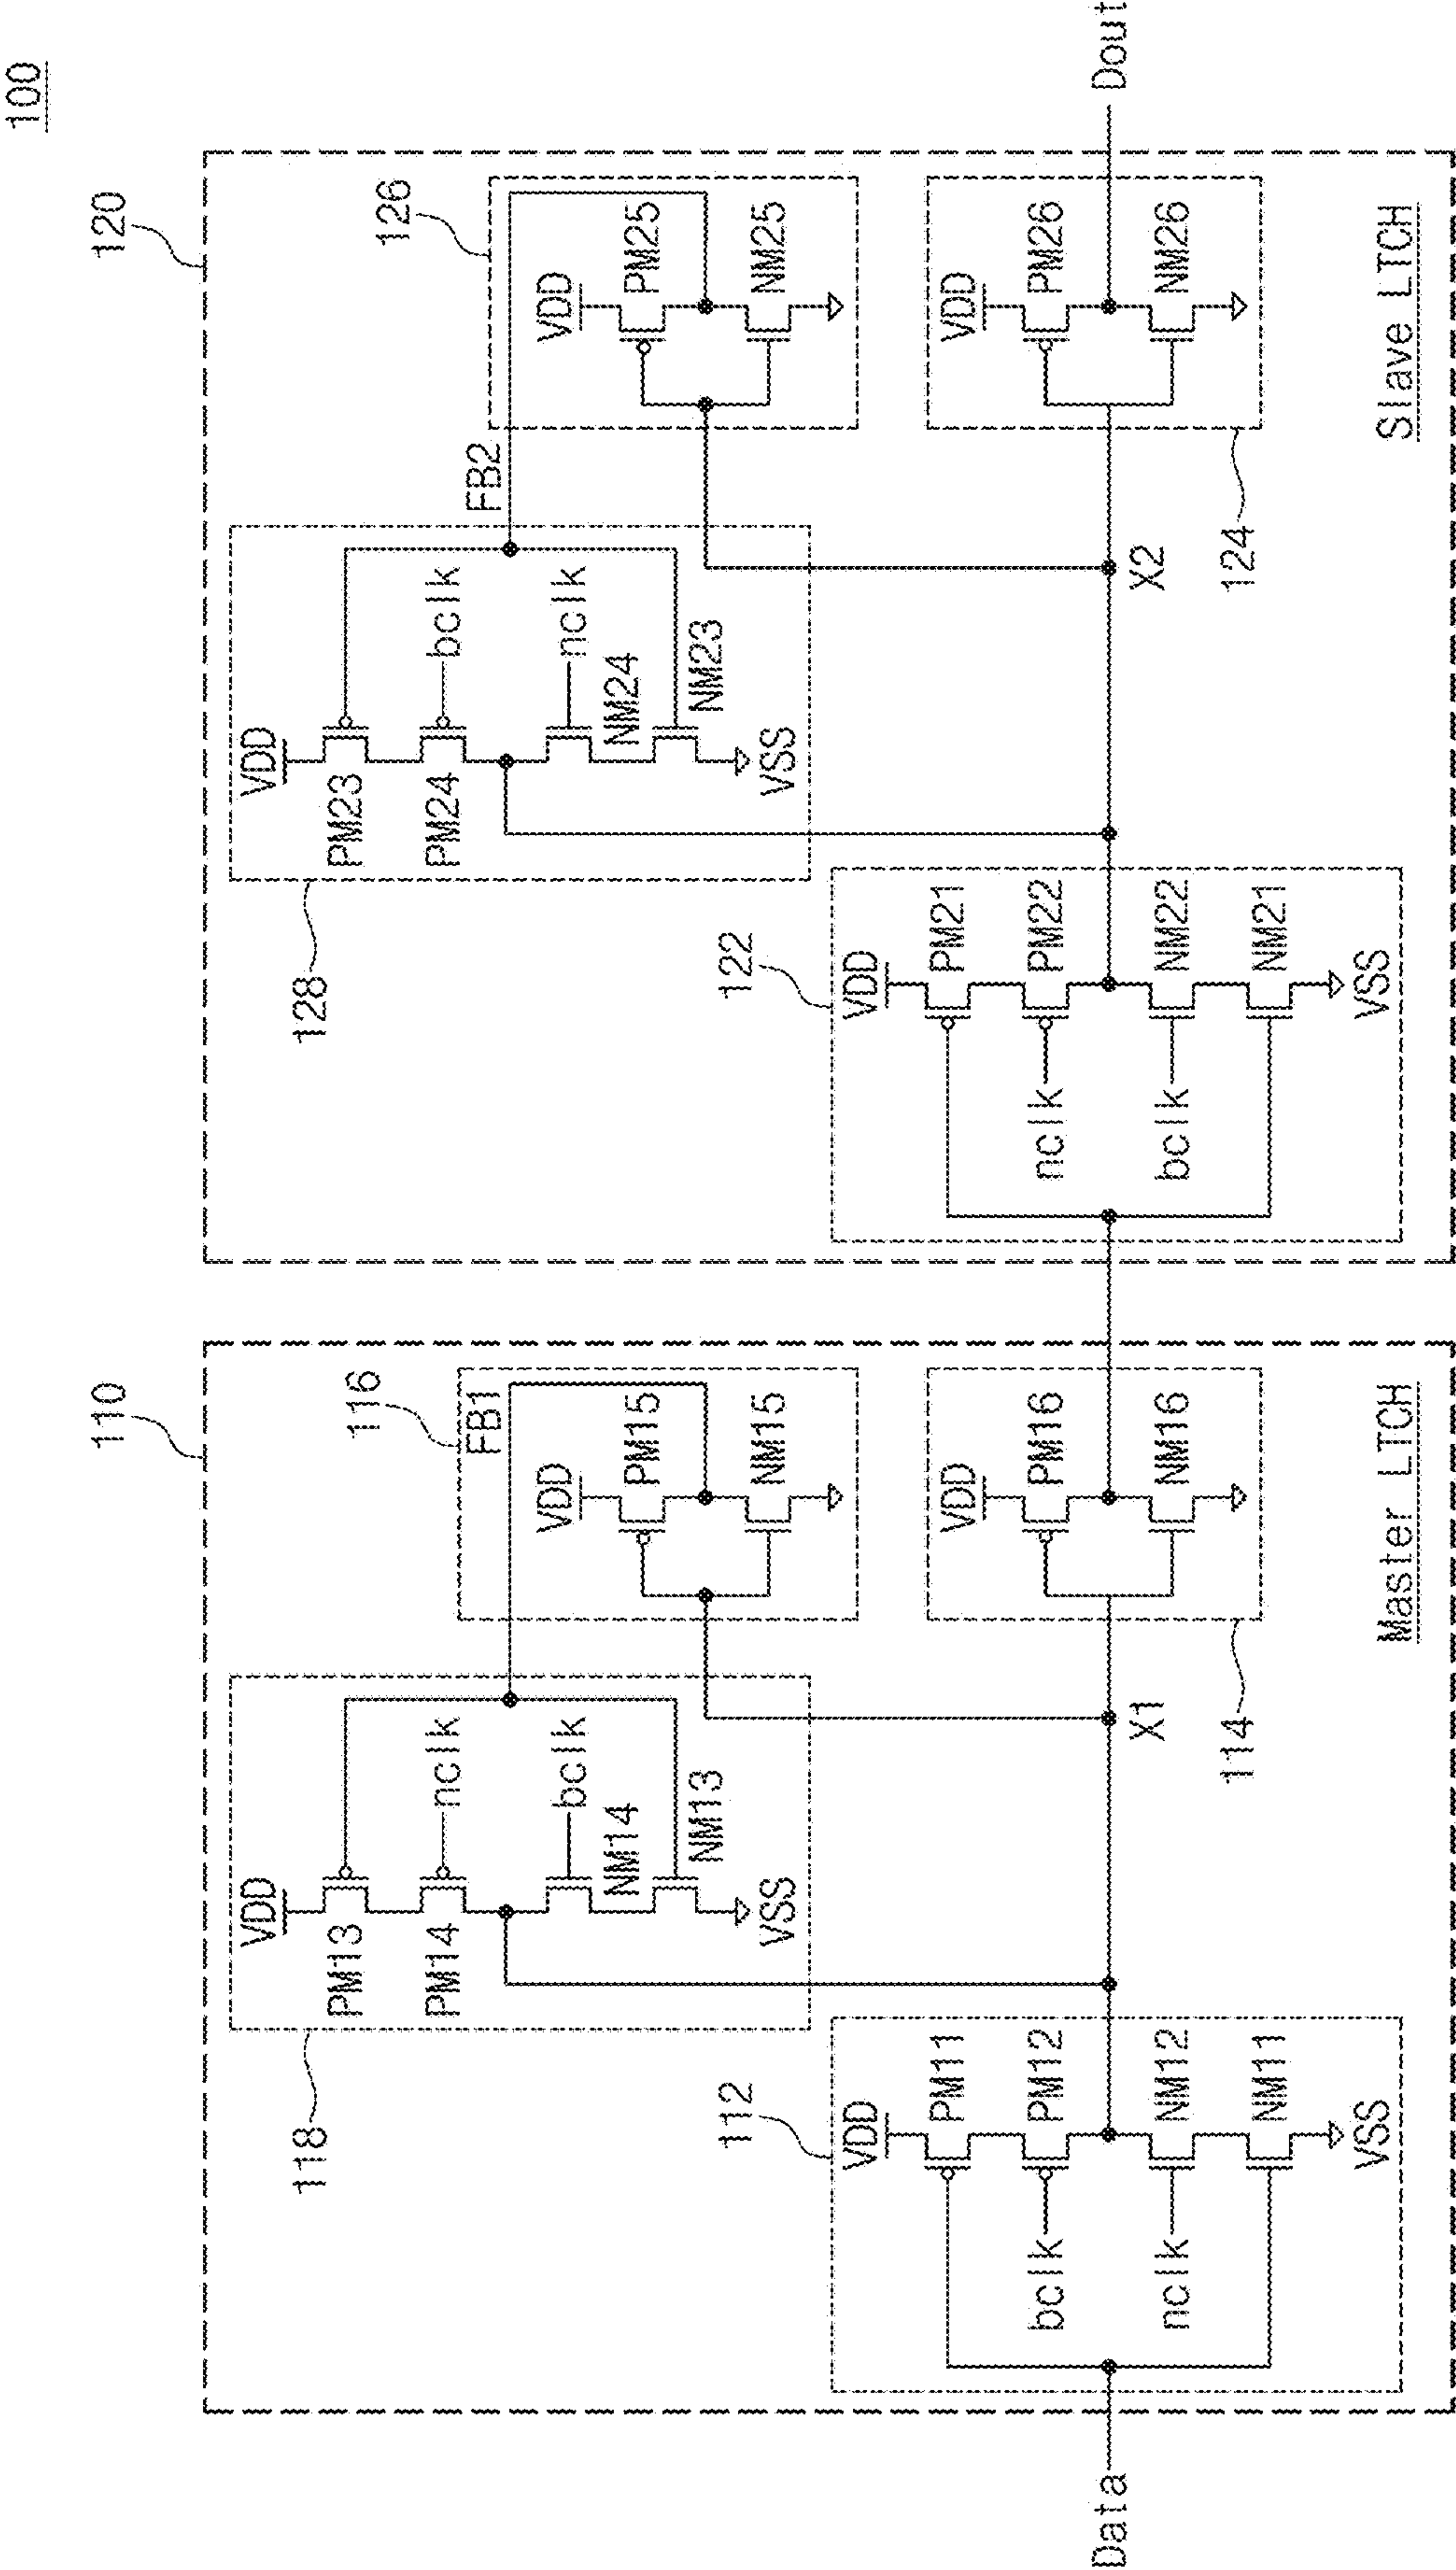 100
110
120
118
VDD
PM13
PM14
nclk
bclk
NM14
NM13
VSS
116
FB1
VDD
PM15
NM15
128
VDD
PM23
PM24
bclk
nclk
NM24
NM23
VSS
FB2
126
VDD
PM25
NM25
112
VDD
PM11
PM12
NM12
NM11
bclk
nclk
VSS
Data
X1
114
VDD
PM16
NM16
122
VDD
PM21
PM22
NM22
NM21
nclk
bclk
VSS
X2
124
VDD
PM26
NM26
Dout
Master LTCH
Slave LTCH